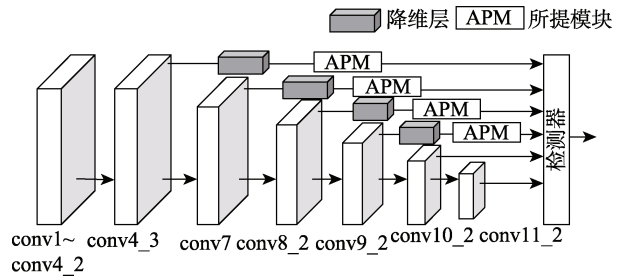 降维层 APM 所提模块
APM
APM
APM
APM
检测器
conv1~
conv4_2
conv4_3
conv7
conv8_2
conv9_2
conv10_2
conv11_2